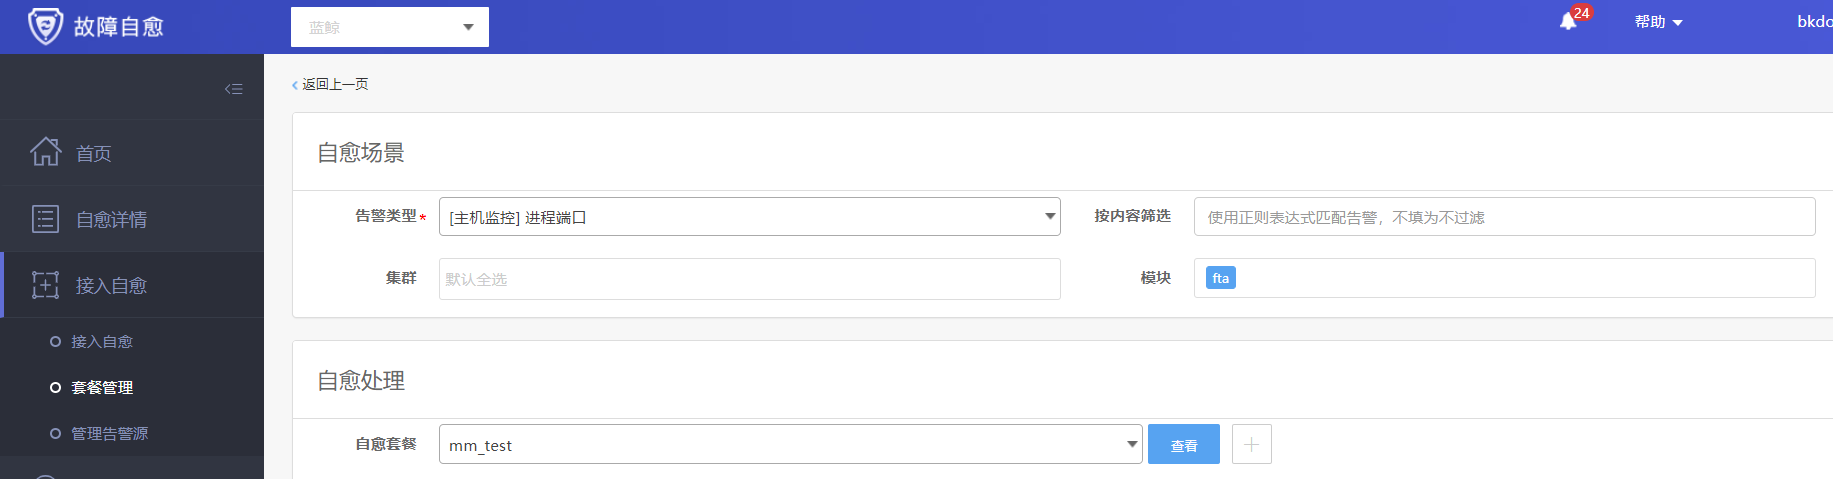 故障自愈
蓝鲸
24
帮助
bkdo
返回上一页
首页
自愈详情
接入自愈
接入自愈
套餐管理
管理告警源
自愈场景
告警类型*
[主机监控] 进程端口
按内容筛选
使用正则表达式匹配告警，不填为不过滤
集群
默认全选
模块
fta
自愈处理
自愈套餐
mm_test
查看